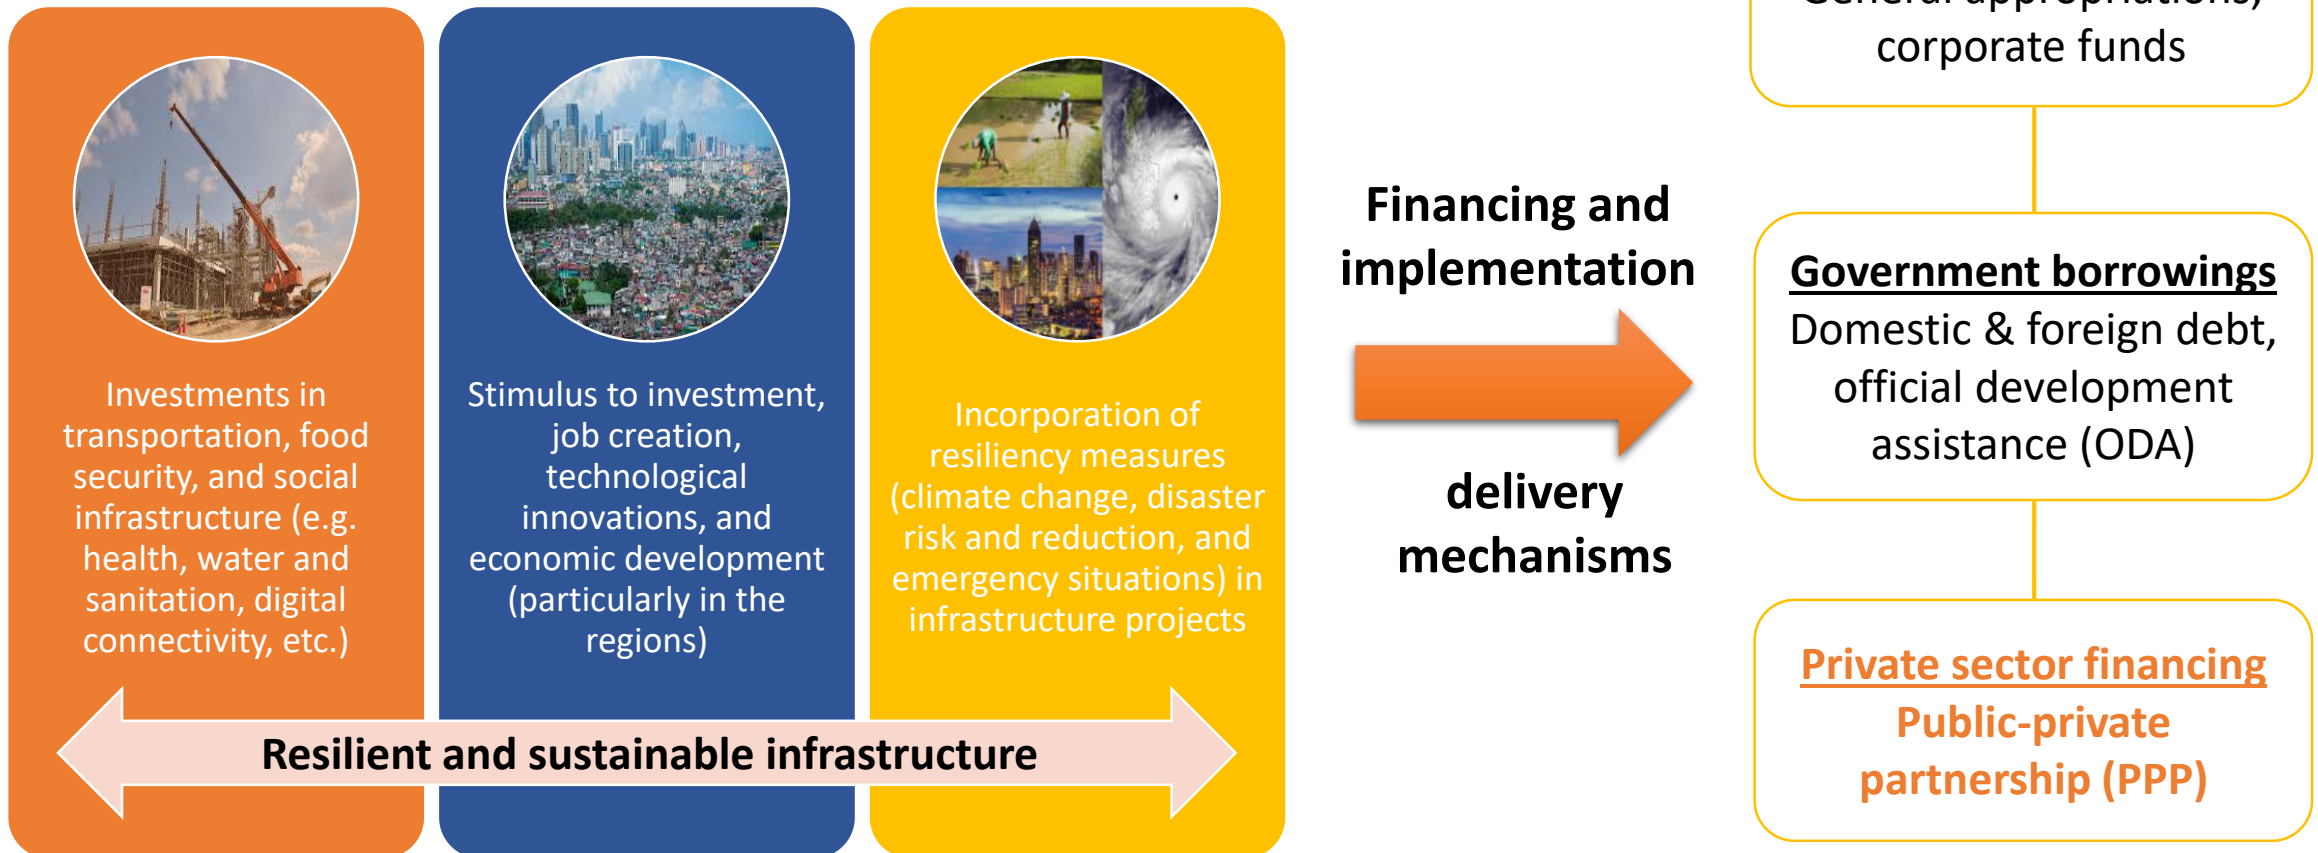 Investments in
transportation, food
security, and social
infrastructure (e.g.
health, water and
sanitation, digital
connectivity, etc.)
Stimulus to investment,
job creation,
technological
innovations, and
economic development
(particularly in the
regions)
Incorporation of
resiliency measures
(climate change, disaster
risk and reduction, and
emergency situations) in
infrastructure projects
Resilient and sustainable infrastructure
Financing and
implementation
delivery
mechanisms
General appropriations,
corporate funds
Government borrowings
Domestic & foreign debt,
official development
assistance (ODA)
Private sector financing
Public-private
partnership (PPP)